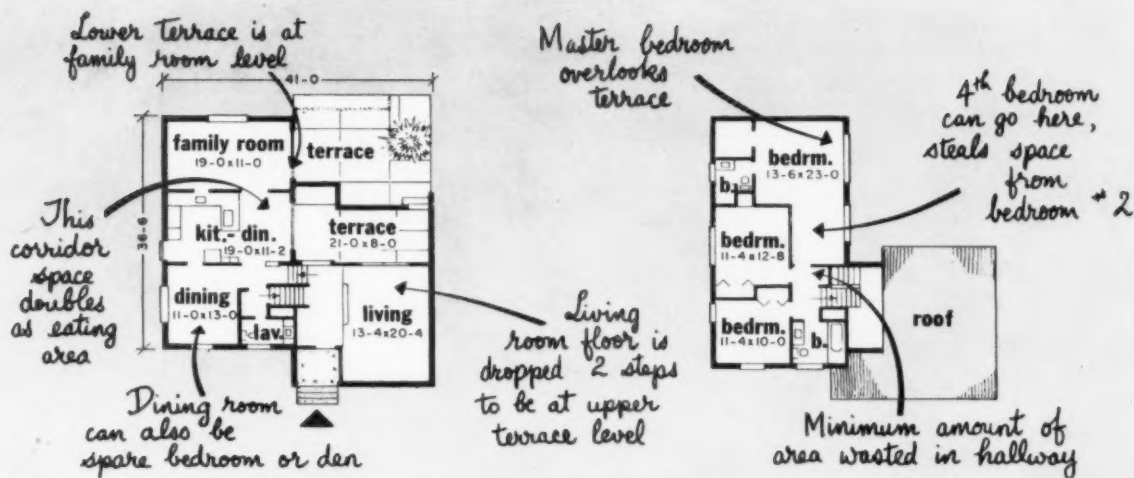 Lower terrace is at
family room level
41-0
36-6
family room
19-0x11-0
terrace
kit.-din.
19-0x11-2
terrace
21-0x8-0
dining
11-0x13-0
lav.
living
13-4x20-4
This
corridor
space
doubles
as eating
area
Dining room
can also be
spare bedroom or den
Living
room floor is
dropped 2 steps
to be at upper
terrace level
Master bedroom
overlooks
terrace
4th bedroom
can go here,
steals space
from
bedroom #2
bedrm.
13-6x23-0
b.
bedrm.
11-4x12-8
bedrm.
11-4x10-0
b.
roof
Minimum amount of
area wasted in hallway